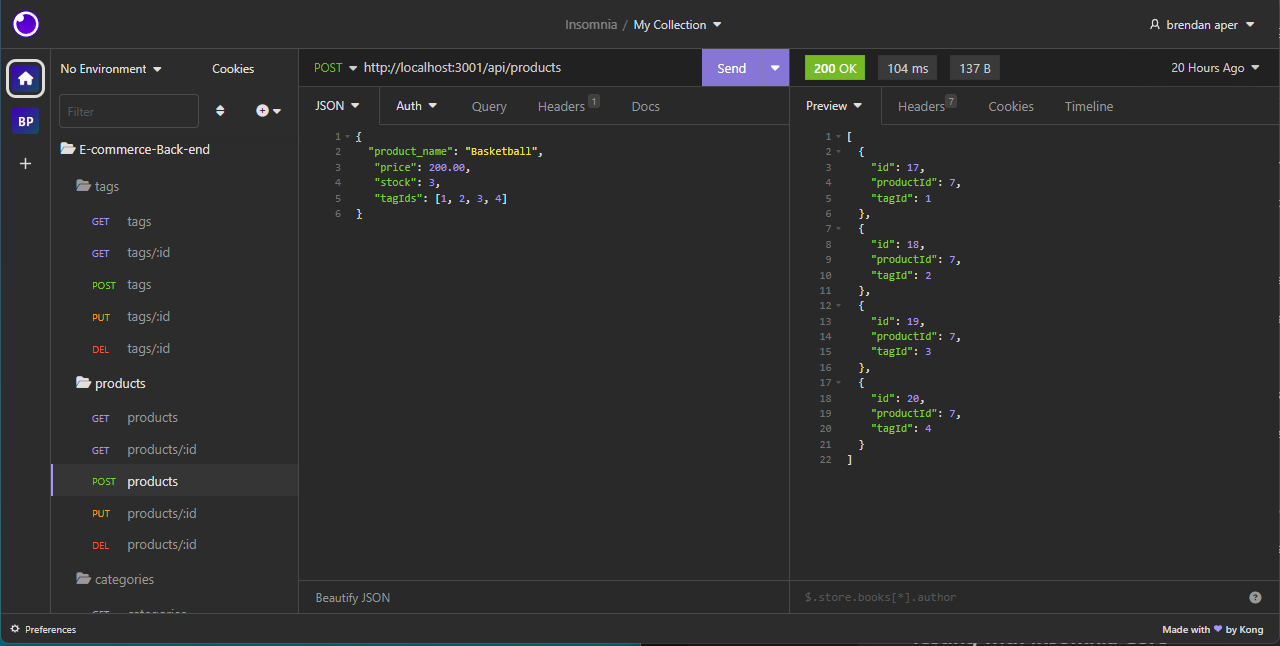 Insomnia / My Collection
brendan aper
BP
No Environment
Cookies
Filter
E-commerce-Back-end
tags
GET tags
GET tags/:id
POST tags
PUT tags/:id
DEL tags/:id
products
GET products
GET products/:id
POST products
PUT products/:id
DEL products/:id
categories
GET categories
POST http://localhost:3001/api/products
Send
JSON
Auth
Query
Headers 1
Docs
1 {
2 "product_name": "Basketball",
3 "price": 200.00,
4 "stock": 3,
5 "tagIds": [1, 2, 3, 4]
6 }
Beautify JSON
200 OK
104 ms
137 B
20 Hours Ago
Preview
Headers 7
Cookies
Timeline
1 [
2 {
3 "id": 17,
4 "productId": 7,
5 "tagId": 1
6 },
7 {
8 "id": 18,
9 "productId": 7,
10 "tagId": 2
11 },
12 {
13 "id": 19,
14 "productId": 7,
15 "tagId": 3
16 },
17 {
18 "id": 20,
19 "productId": 7,
20 "tagId": 4
21 }
22 ]
$.store.books[*].author
Preferences
Made with by Kong